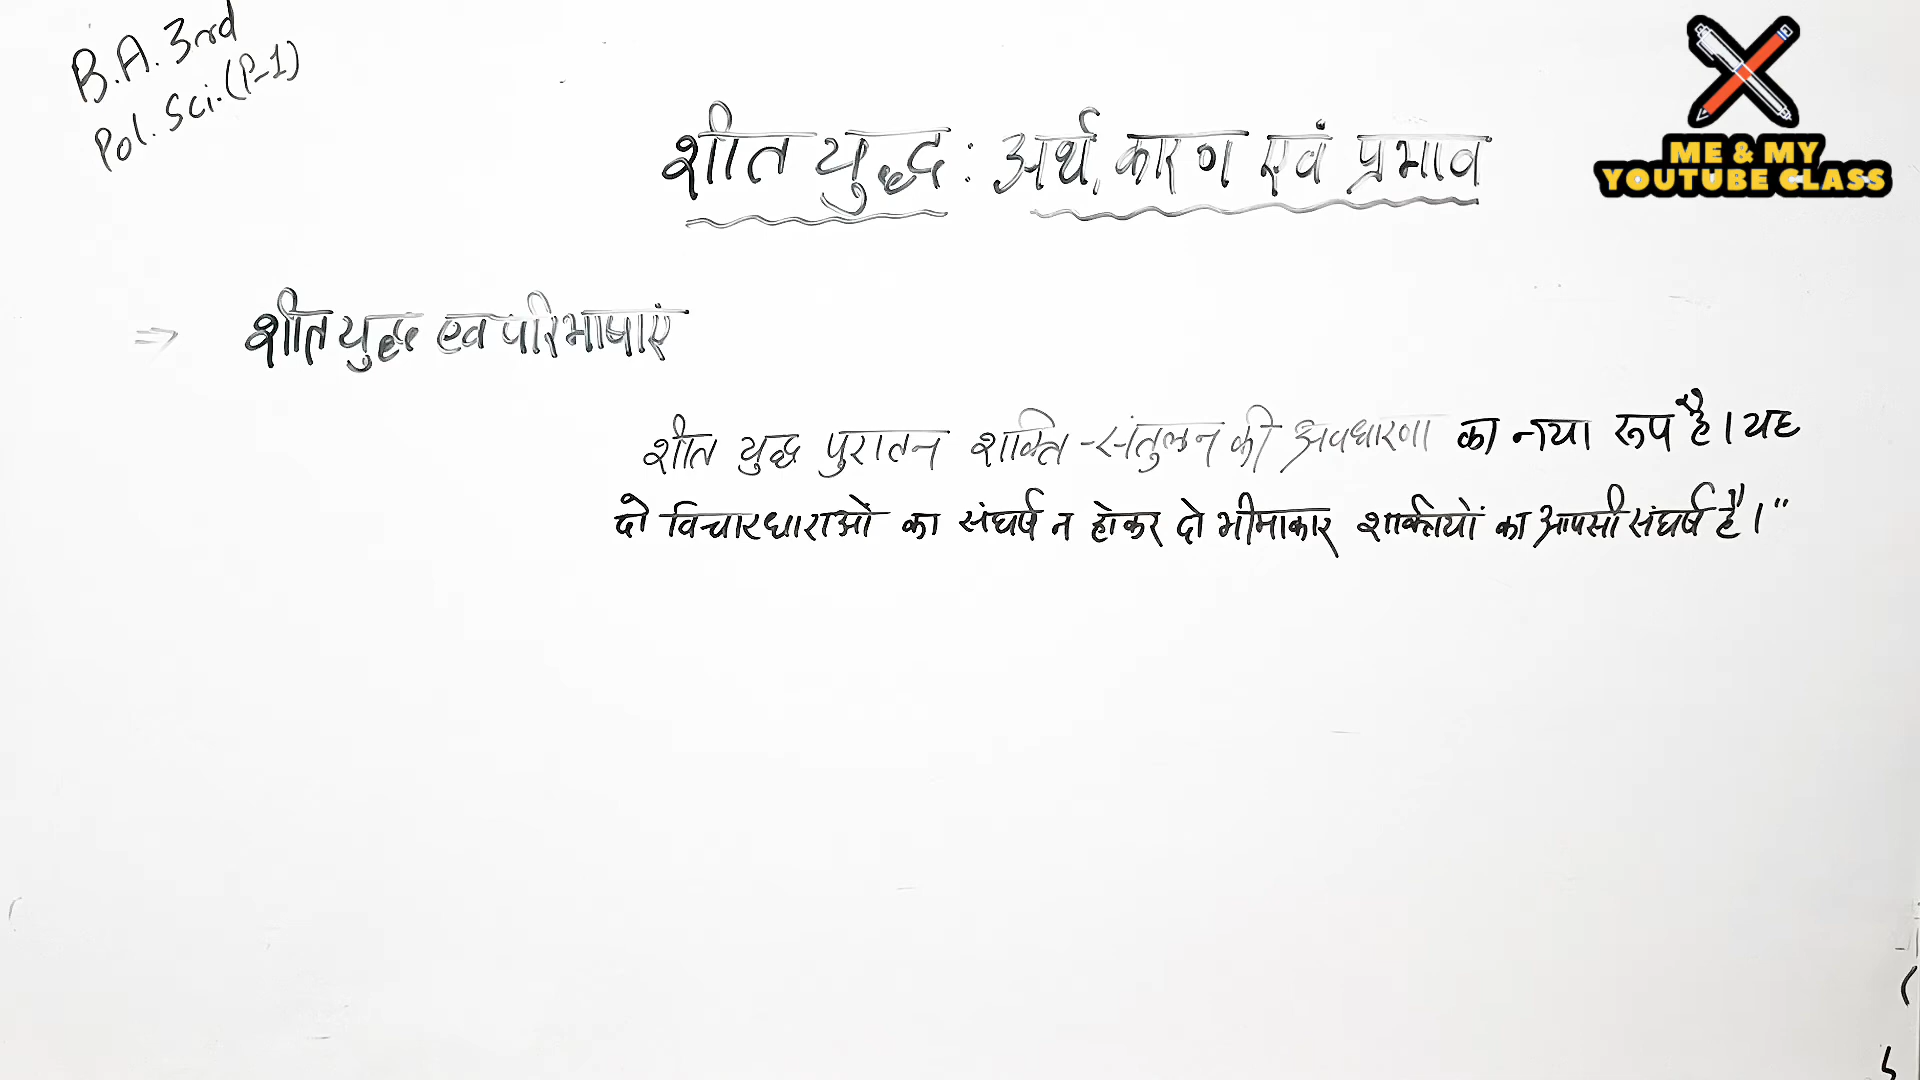 B.A. 3rd
Pol. Sci. (P-1)
ME & MY
YOUTUBE CLASS
शीत युद्ध : अर्थ, कारण एवं प्रभाव
⇒ शीत युद्ध एव परिभाषाएं
शीत युद्ध पुरातन शक्ति-संतुलन की अवधारणा का नया रूप है। यह
दो विचारधाराओं का संघर्ष न होकर दो भीमाकार शक्तियों का आपसी संघर्ष है।"